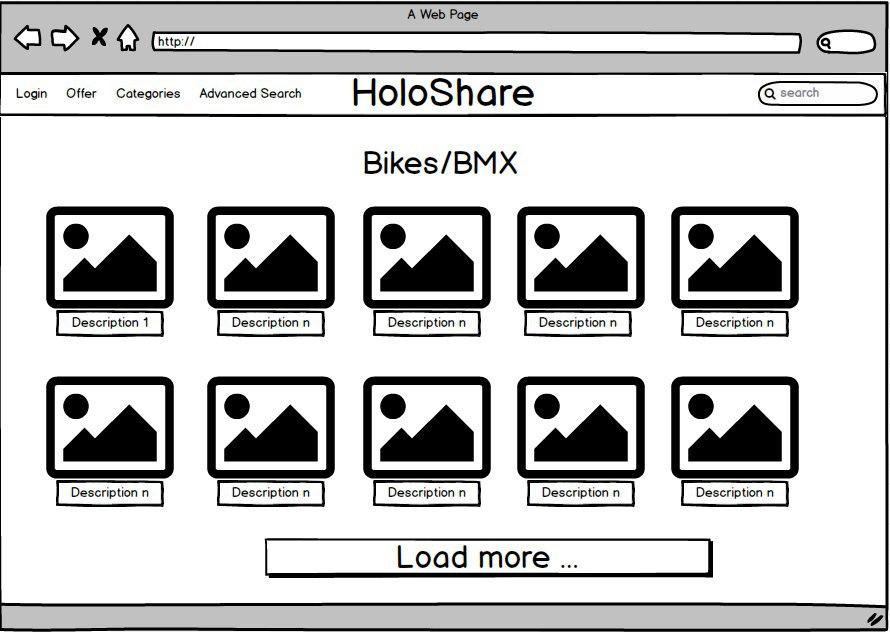 A Web Page
http://
Login Offer Categories Advanced Search HoloShare search
Bikes/BMX
Description 1 Description n Description n Description n Description n
Description n Description n Description n Description n Description n
Load more ...